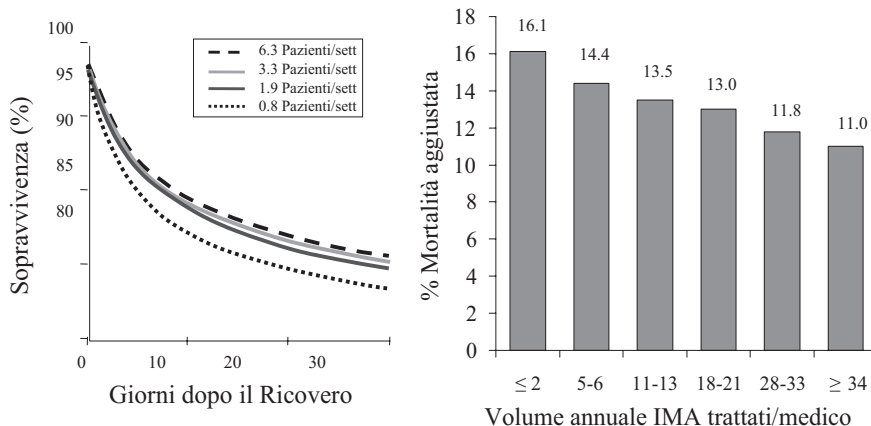 100
95
90
85
80
Sopravvivenza (%)
6.3 Pazienti/sett
3.3 Pazienti/sett
1.9 Pazienti/sett
0.8 Pazienti/sett
0 10 20 30
Giorni dopo il Ricovero
18
16
14
12
10
8
6
4
2
0
% Mortalità aggiustata
16.1
14.4
13.5
13.0
11.8
11.0
≤ 2 5-6 11-13 18-21 28-33 ≥ 34
Volume annuale IMA trattati/medico